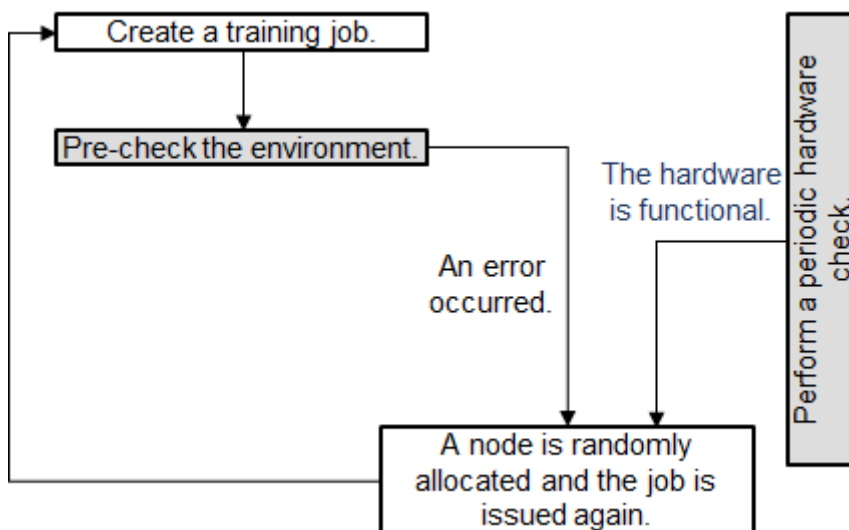 Create a training job.
Pre-check the environment.
The hardware
is functional.
An error
occurred.
Perform a periodic hardware
check.
A node is randomly
allocated and the job is
issued again.